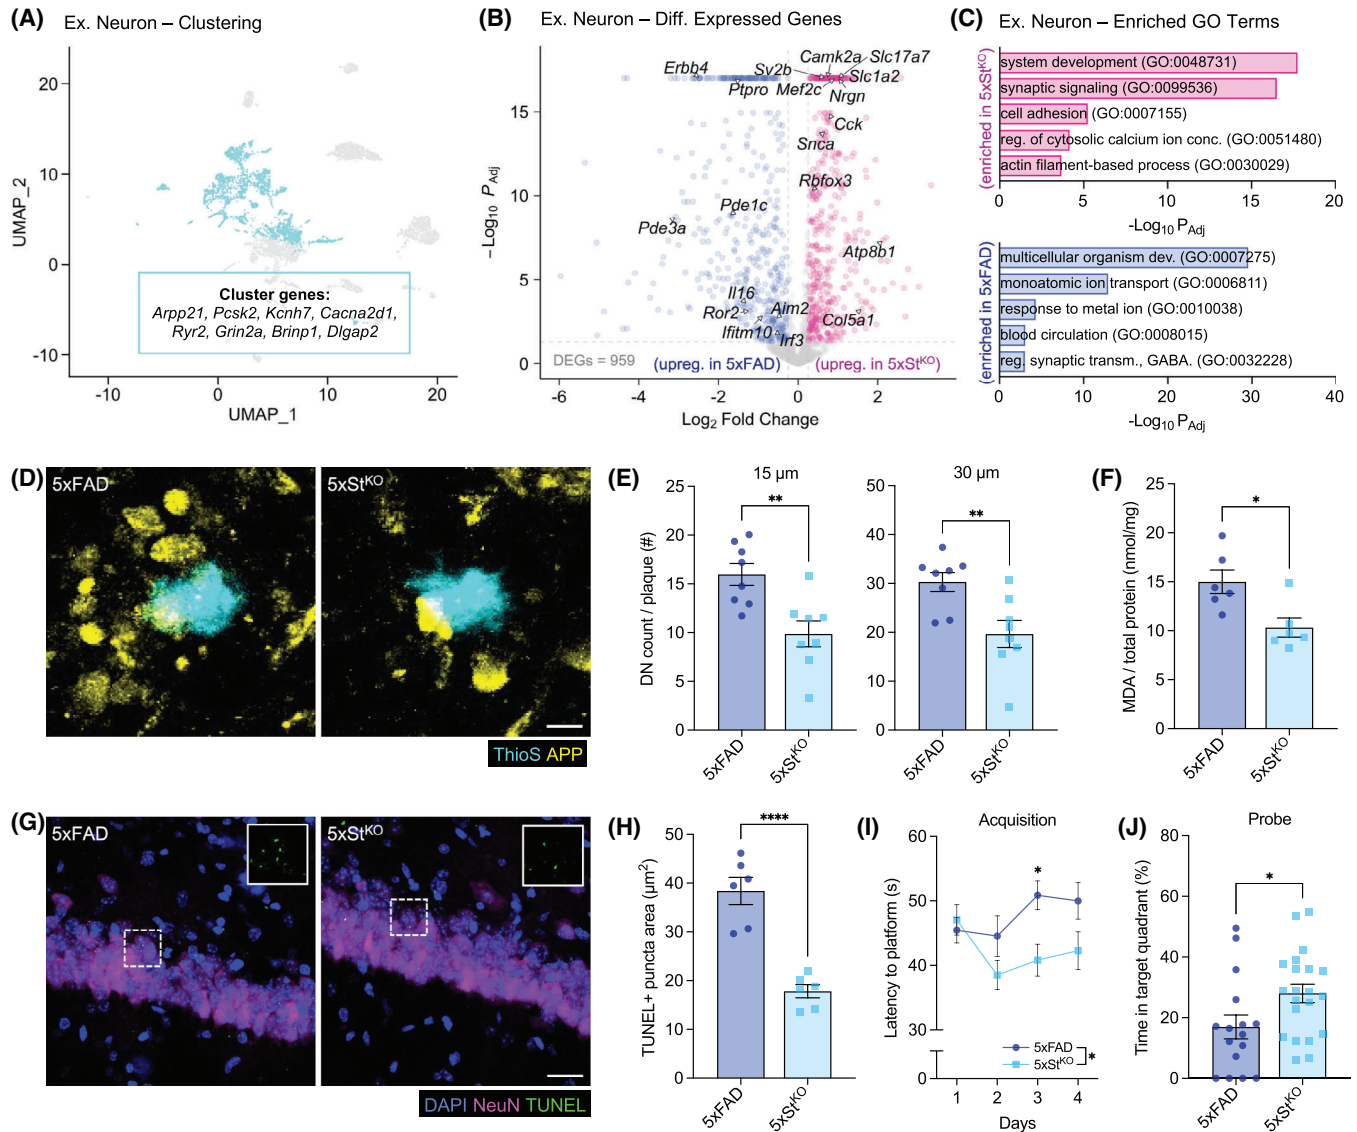 (A) Ex. Neuron – Clustering
UMAP_2
20
10
0
-10
-10
0
10
20
UMAP_1
Cluster genes:
Arpp21, Pcsk2, Kcnh7, Cacna2d1,
Ryr2, Grin2a, Brinp1, Dlgap2
(B) Ex. Neuron – Diff. Expressed Genes
–Log10 PAdj
15
10
5
0
-6
-4
-2
0
2
Log2 Fold Change
Erbb4
Sv2b
Camk2a
Slc17a7
Ptpro
Mef2c
Slc1a2
Nrgn
Cck
Snca
Rbfox3
Pde1c
Pde3a
Atp8b1
Il16
Ror2
Aim2
Ifitm10
Irf3
Col5a1
DEGs = 959
(upreg. in 5xFAD)
(upreg. in 5xStKO)
(C) Ex. Neuron – Enriched GO Terms
(enriched in 5xStKO)
system development (GO:0048731)
synaptic signaling (GO:0099536)
cell adhesion (GO:0007155)
reg. of cytosolic calcium ion conc. (GO:0051480)
actin filament-based process (GO:0030029)
0 5 10 15 20
-Log10 PAdj
(enriched in 5xFAD)
multicellular organism dev. (GO:0007275)
monoatomic ion transport (GO:0006811)
response to metal ion (GO:0010038)
blood circulation (GO:0008015)
reg. synaptic transm., GABA. (GO:0032228)
0 10 20 30 40
-Log10 PAdj
(D)
5xFAD
5xStKO
ThioS APP
(E)
15 µm
DN count / plaque (#)
25
20
15
10
5
0
**
5xFAD
5xStKO
30 µm
50
40
30
20
10
0
**
5xFAD
5xStKO
(F)
MDA / total protein (nmol/mg)
25
20
15
10
5
0
*
5xFAD
5xStKO
(G)
5xFAD
5xStKO
DAPI NeuN TUNEL
(H)
TUNEL+ puncta area (µm2)
50
40
30
20
10
0
****
5xFAD
5xStKO
(I)
Acquisition
Latency to platform (s)
60
50
40
30
0
*
5xFAD
5xStKO
*
1 2 3 4
Days
(J)
Probe
Time in target quadrant (%)
80
60
40
20
0
*
5xFAD
5xStKO